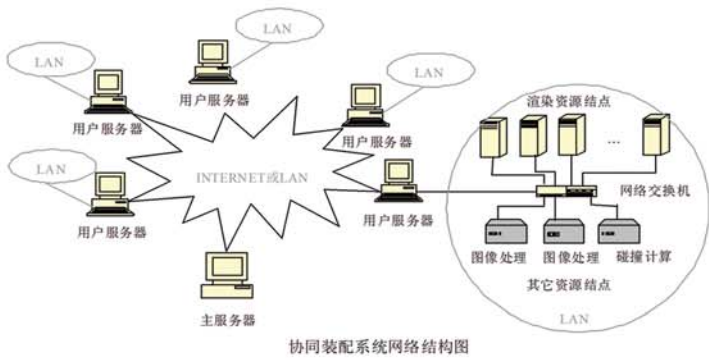 LAN
LAN
LAN
LAN
用户服务器
用户服务器
用户服务器
用户服务器
用户服务器
INTERNET或LAN
主服务器
渲染资源结点
...
网络交换机
图像处理
图像处理
碰撞计算
其它资源结点
LAN
协同装配系统网络结构图